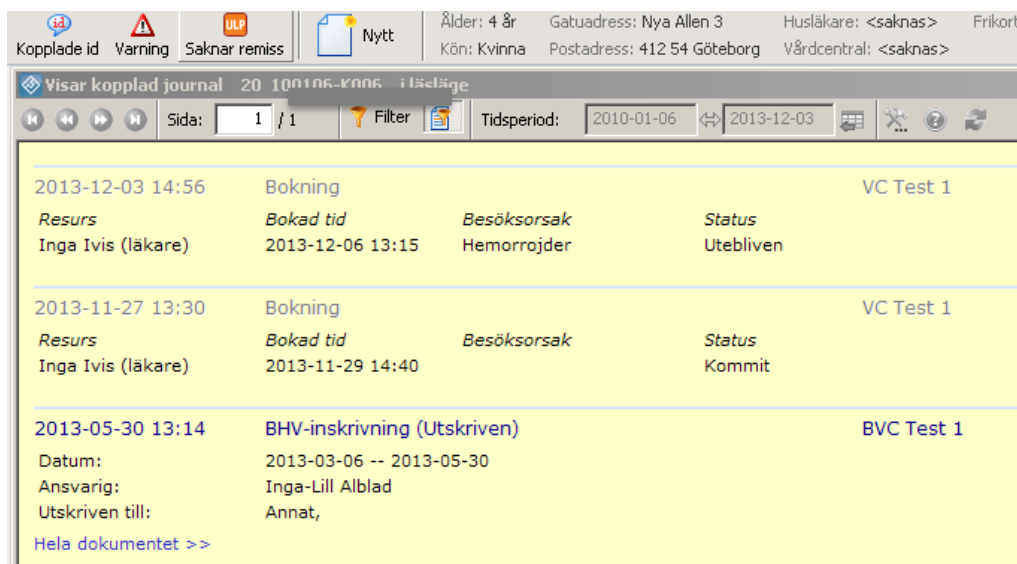 Ålder: 4 år Gatuadress: Nya Allen 3 Husläkare: <saknas> Frikort
Kopplade id Varning ULP Saknar remiss Nytt Kön: Kvinna Postadress: 412 54 Göteborg Vårdcentral: <saknas>
Visar kopplad journal 20 100106-K006 i läsläge
Sida: 1 / 1 Filter Tidsperiod: 2010-01-06 2013-12-03
2013-12-03 14:56 Bokning VC Test 1
Resurs Bokad tid Besöksorsak Status
Inga Ivis (läkare) 2013-12-06 13:15 Hemorrojder Utebliven
2013-11-27 13:30 Bokning VC Test 1
Resurs Bokad tid Besöksorsak Status
Inga Ivis (läkare) 2013-11-29 14:40 Kommit
2013-05-30 13:14 BHV-inskrivning (Utskriven) BVC Test 1
Datum: 2013-03-06 -- 2013-05-30
Ansvarig: Inga-Lill Alblad
Utskriven till: Annat,
Hela dokumentet >>